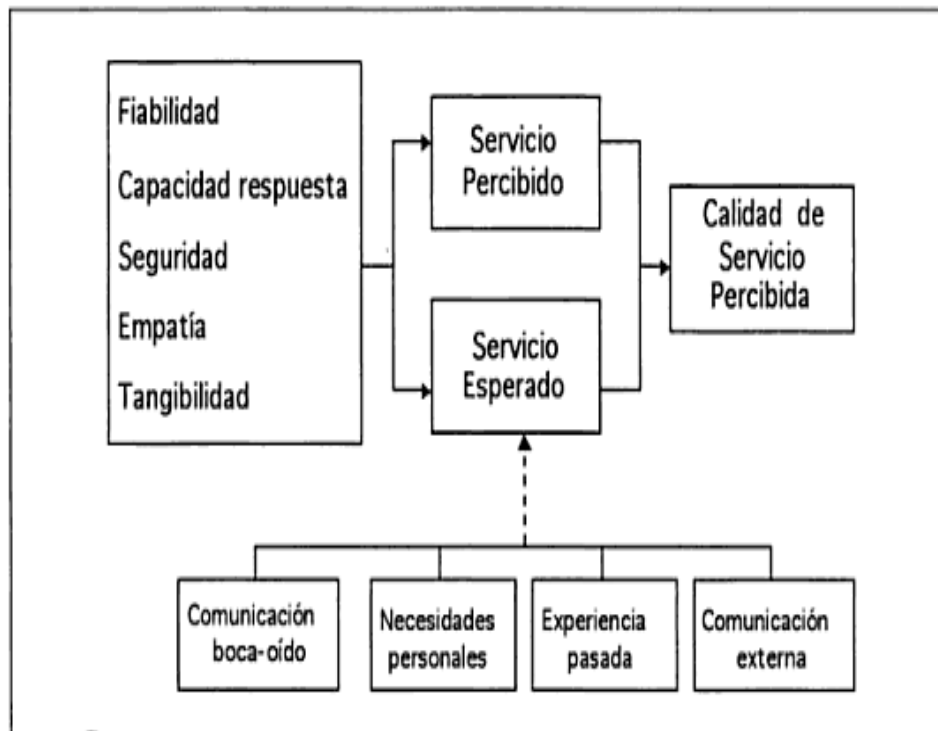 Fiabilidad
Capacidad respuesta
Seguridad
Empatía
Tangibilidad
Servicio
Percibido
Servicio
Esperado
Calidad de
Servicio
Percibida
Comunicación
boca-oído
Necesidades
personales
Experiencia
pasada
Comunicación
externa